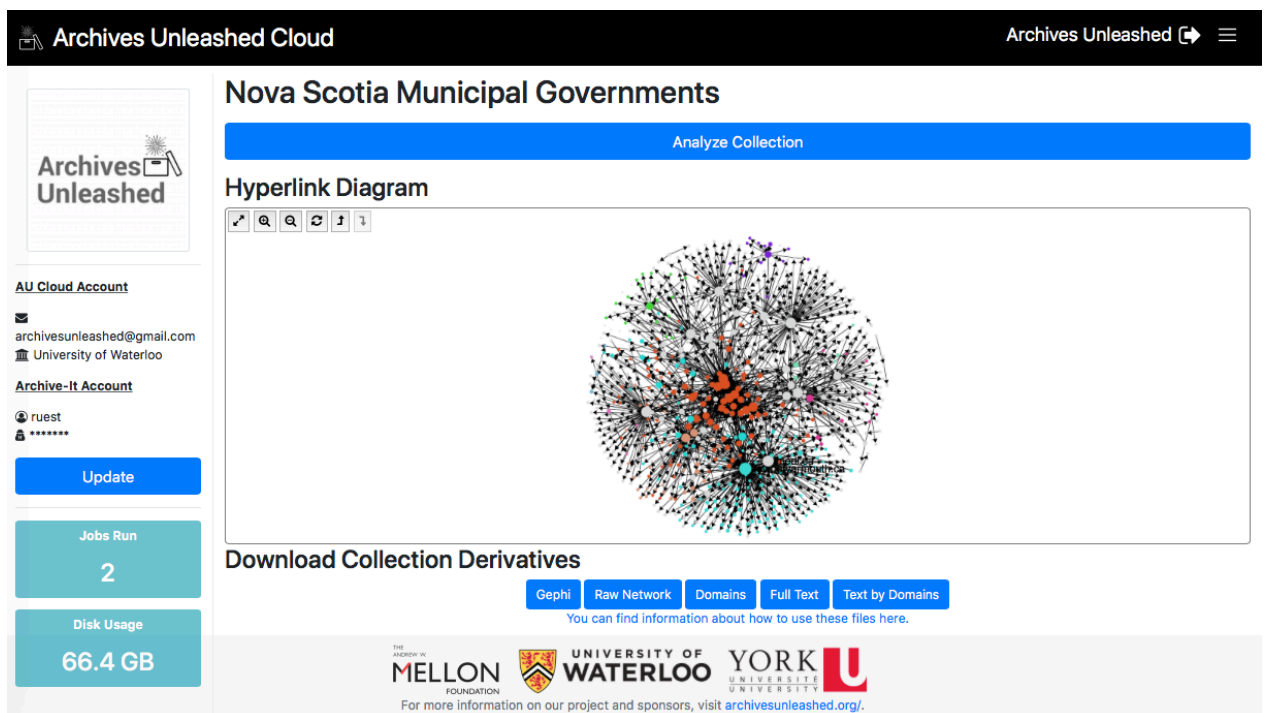 Archives Unleashed Cloud
Archives Unleashed
Archives
Unleashed
AU Cloud Account
archivesunleashed@gmail.com
University of Waterloo
Archive-It Account
ruest
*******
Update
Jobs Run
2
Disk Usage
66.4 GB
Nova Scotia Municipal Governments
Analyze Collection
Hyperlink Diagram
Download Collection Derivatives
Gephi
Raw Network
Domains
Full Text
Text by Domains
You can find information about how to use these files here.
THE
ANDREW W.
MELLON
FOUNDATION
UNIVERSITY OF
WATERLOO
YORK
UNIVERSITÉ
UNIVERSITY
U
For more information on our project and sponsors, visit archivesunleashed.org/.